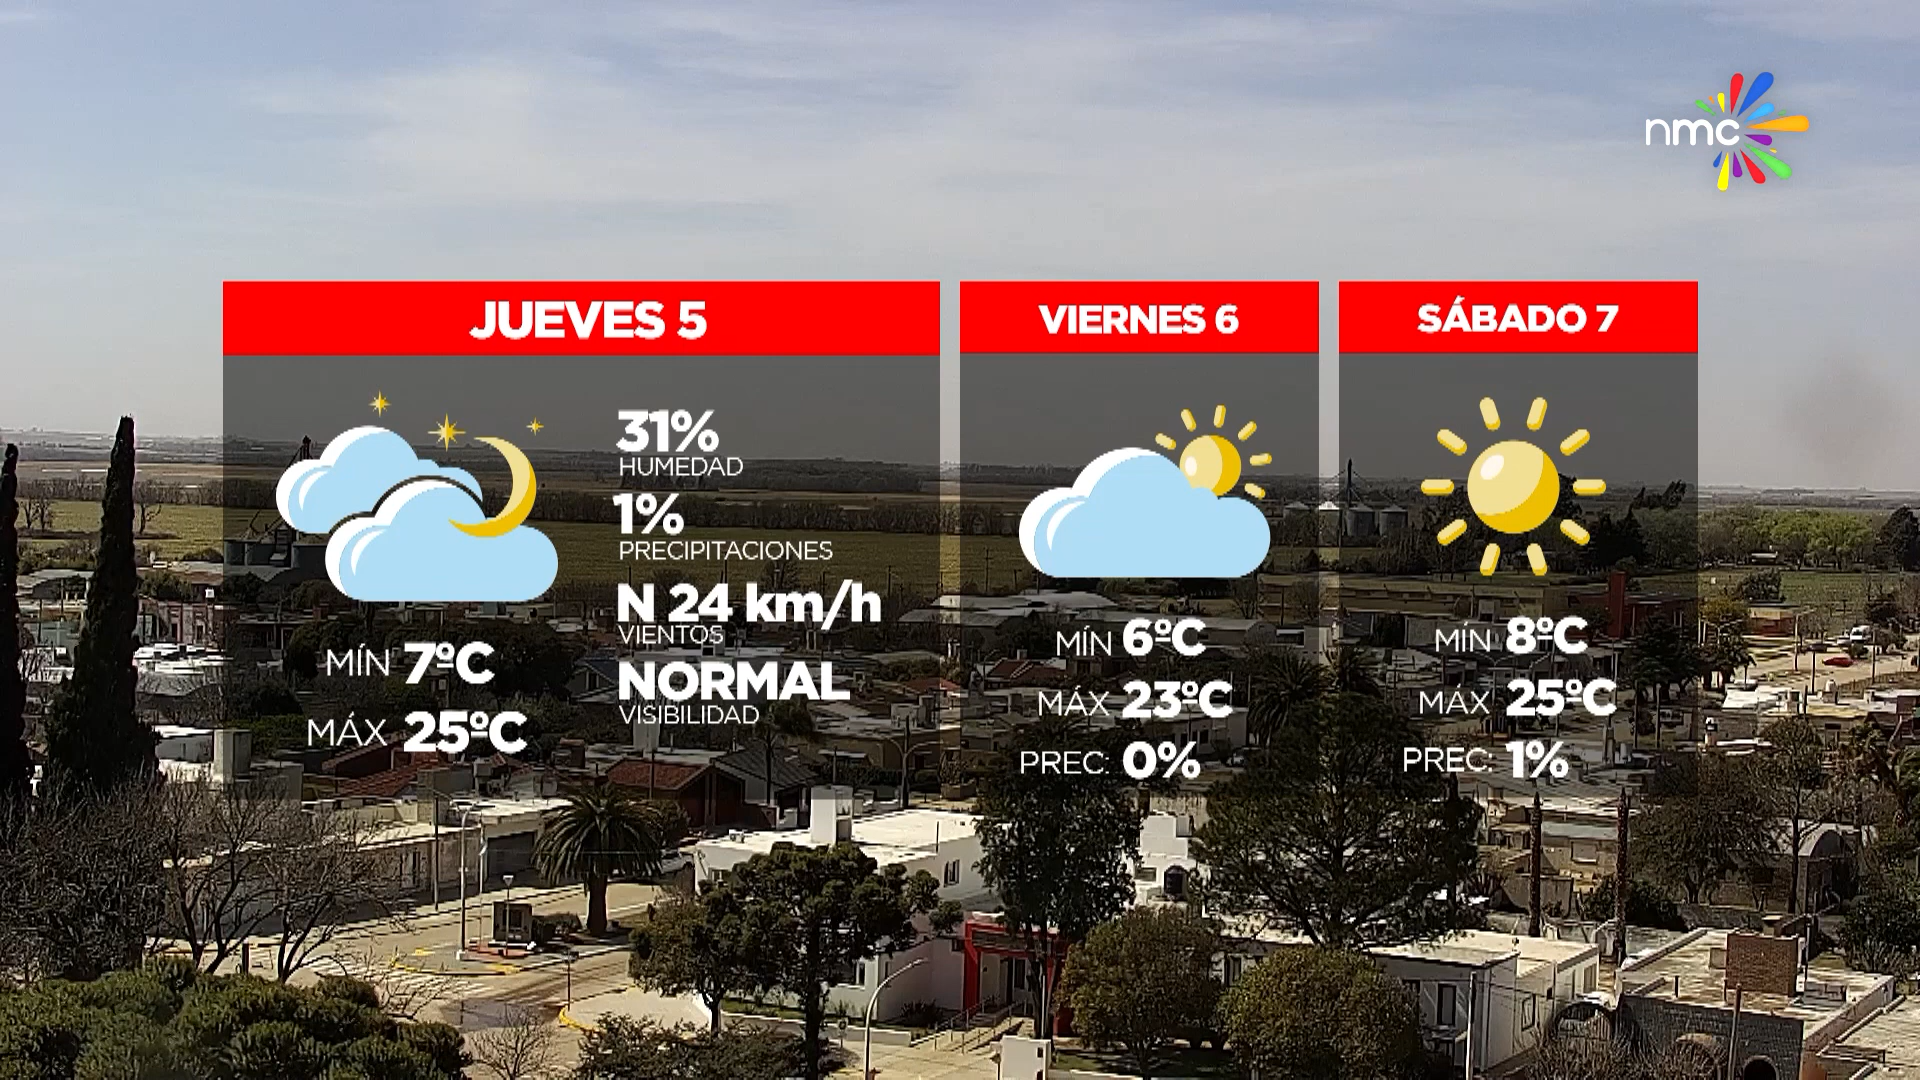 nmc
JUEVES 5
31%
HUMEDAD
1%
PRECIPITACIONES
N 24 km/h
VIENTOS
NORMAL
VISIBILIDAD
MÍN 7ºC
MÁX 25ºC
VIERNES 6
MÍN 6ºC
MÁX 23ºC
PREC: 0%
SÁBADO 7
MÍN 8ºC
MÁX 25ºC
PREC: 1%